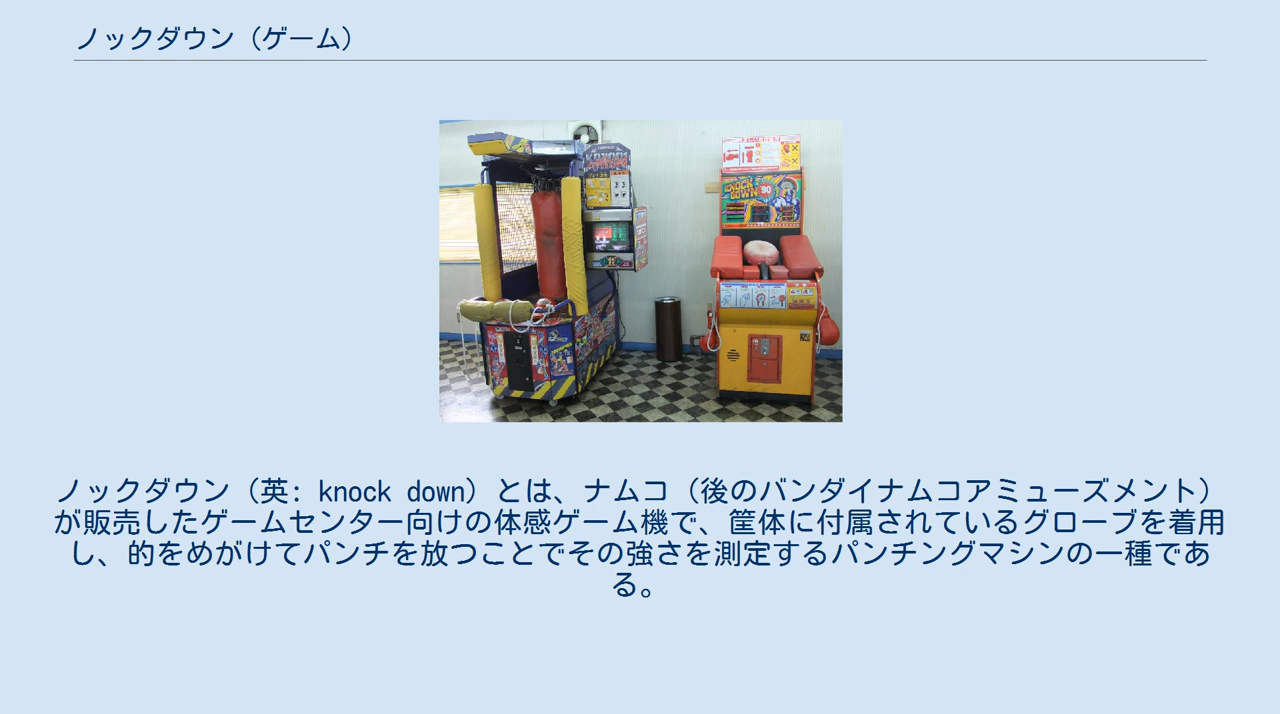 ノックダウン（ゲーム）
KNOCK
DOWN 90
ノックダウン（英: knock down）とは、ナムコ（後のバンダイナムコアミューズメント）
が販売したゲームセンター向けの体感ゲーム機で、筐体に付属されているグローブを着用
し、的をめがけてパンチを放つことでその強さを測定するパンチングマシンの一種であ
る。